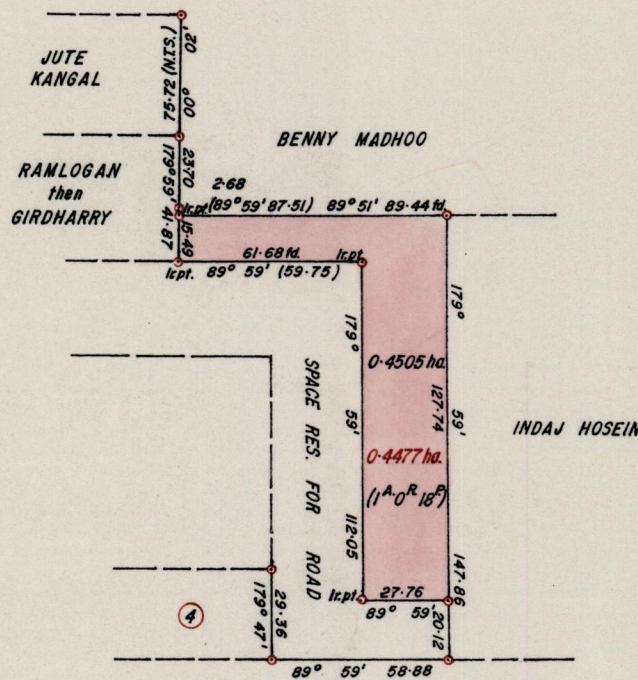 JUTE
KANGAL
00° 02'
75.72 (N.T.S.)
BENNY MADHOO
RAMLOGAN
then
GIRDHARRY
23.70
179° 59' 41.87
2.68
Ir.pt. (89° 59' 87.51) 89° 51' 89.44 fd.
15.49
61.68 fd. Ir.pt.
Ir.pt. 89° 59' (59.75)
179° 59' 112.05
179° 59' 147.86
127.74
20.12
0.4505 ha.
0.4477 ha.
(1A. 0R 18P)
INDAJ HOSEIN
SPACE RES. FOR ROAD
Ir.pt. 27.76
89° 59'
29.36
179° 47'
4
89° 59' 58.88